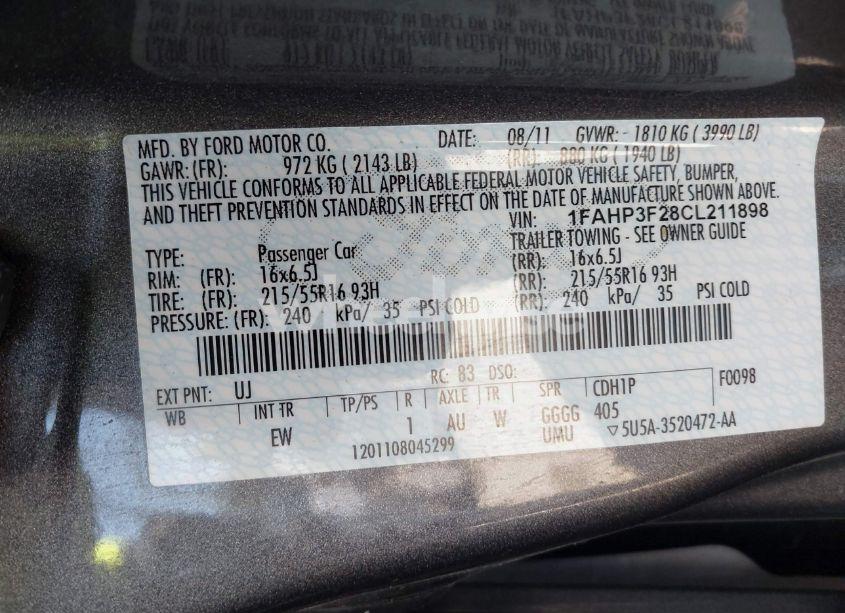 MFD. BY FORD MOTOR CO. DATE: 08/11 GVWR: - 1810 KG ( 3990 LB)
GAWR: (FR): 972 KG ( 2143 LB) (RR): 880 KG ( 1940 LB)
THIS VEHICLE CONFORMS TO ALL APPLICABLE FEDERAL MOTOR VEHICLE SAFETY, BUMPER,
AND THEFT PREVENTION STANDARDS IN EFFECT ON THE DATE OF MANUFACTURE SHOWN ABOVE.
VIN: 1FAHP3F28CL211898
TYPE: Passenger Car TRAILER TOWING - SEE OWNER GUIDE
RIM: (FR): 16x6.5J (RR): 16x6.5J
TIRE: (FR): 215/55R16 93H (RR): 215/55R16 93H
PRESSURE: (FR): 240 kPa/ 35 PSI COLD (RR): 240 kPa/ 35 PSI COLD
RC: 83 DSO:
EXT PNT: UJ
WB INT TR TP/PS R AXLE TR SPR CDH1P F0098
EW 1 AU W GGGG 405
UMU ▽5U5A-3520472-AA
1201108045299